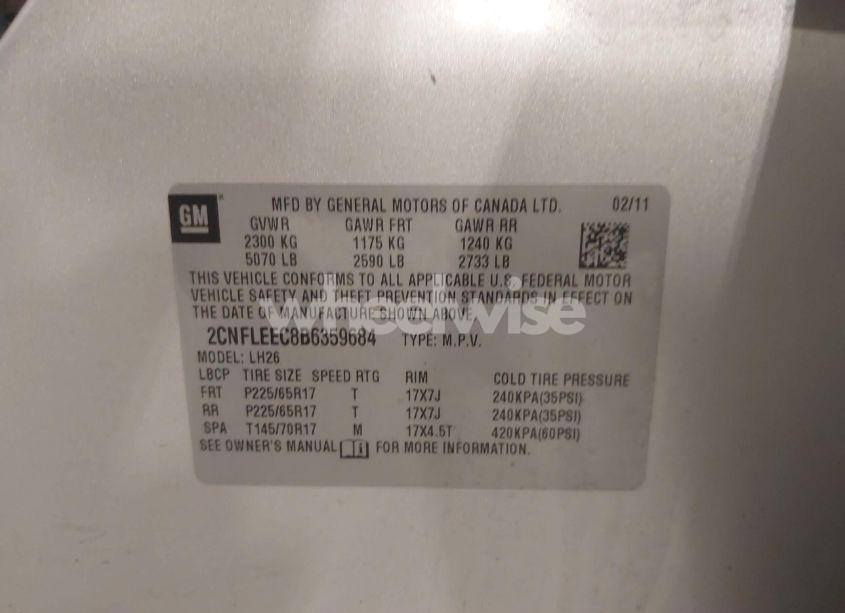 GM
MFD BY GENERAL MOTORS OF CANADA LTD. 02/11
GVWR GAWR FRT GAWR RR
2300 KG 1175 KG 1240 KG
5070 LB 2590 LB 2733 LB
THIS VEHICLE CONFORMS TO ALL APPLICABLE U.S. FEDERAL MOTOR
VEHICLE SAFETY AND THEFT PREVENTION STANDARDS IN EFFECT ON
THE DATE OF MANUFACTURE SHOWN ABOVE.
wheelwise
2CNFLEEC8B6359684 TYPE: M.P.V.
MODEL: LH26
LBCP TIRE SIZE SPEED RTG RIM COLD TIRE PRESSURE
FRT P225/65R17 T 17X7J 240KPA(35PSI)
RR P225/65R17 T 17X7J 240KPA(35PSI)
SPA T145/70R17 M 17X4.5T 420KPA(60PSI)
SEE OWNER'S MANUAL FOR MORE INFORMATION.